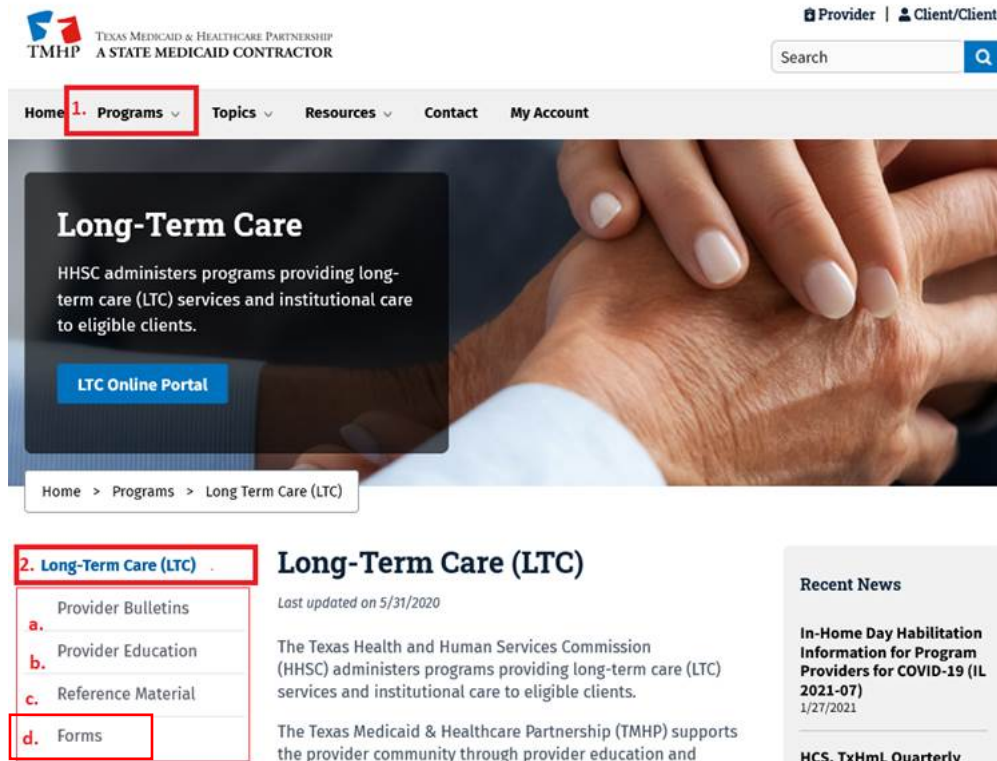 Provider | Client/Client
TMHP
TEXAS MEDICAID & HEALTHCARE PARTNERSHIP
A STATE MEDICAID CONTRACTOR
Search
Home 1. Programs Topics Resources Contact My Account
Long-Term Care
HHSC administers programs providing long-
term care (LTC) services and institutional care
to eligible clients.
LTC Online Portal
Home > Programs > Long Term Care (LTC)
2. Long-Term Care (LTC)
a. Provider Bulletins
b. Provider Education
c. Reference Material
d. Forms
Long-Term Care (LTC)
Last updated on 5/31/2020
The Texas Health and Human Services Commission
(HHSC) administers programs providing long-term care (LTC)
services and institutional care to eligible clients.
The Texas Medicaid & Healthcare Partnership (TMHP) supports
the provider community through provider education and
Recent News
In-Home Day Habilitation
Information for Program
Providers for COVID-19 (IL
2021-07)
1/27/2021
HCS, TxHmL Quarterly